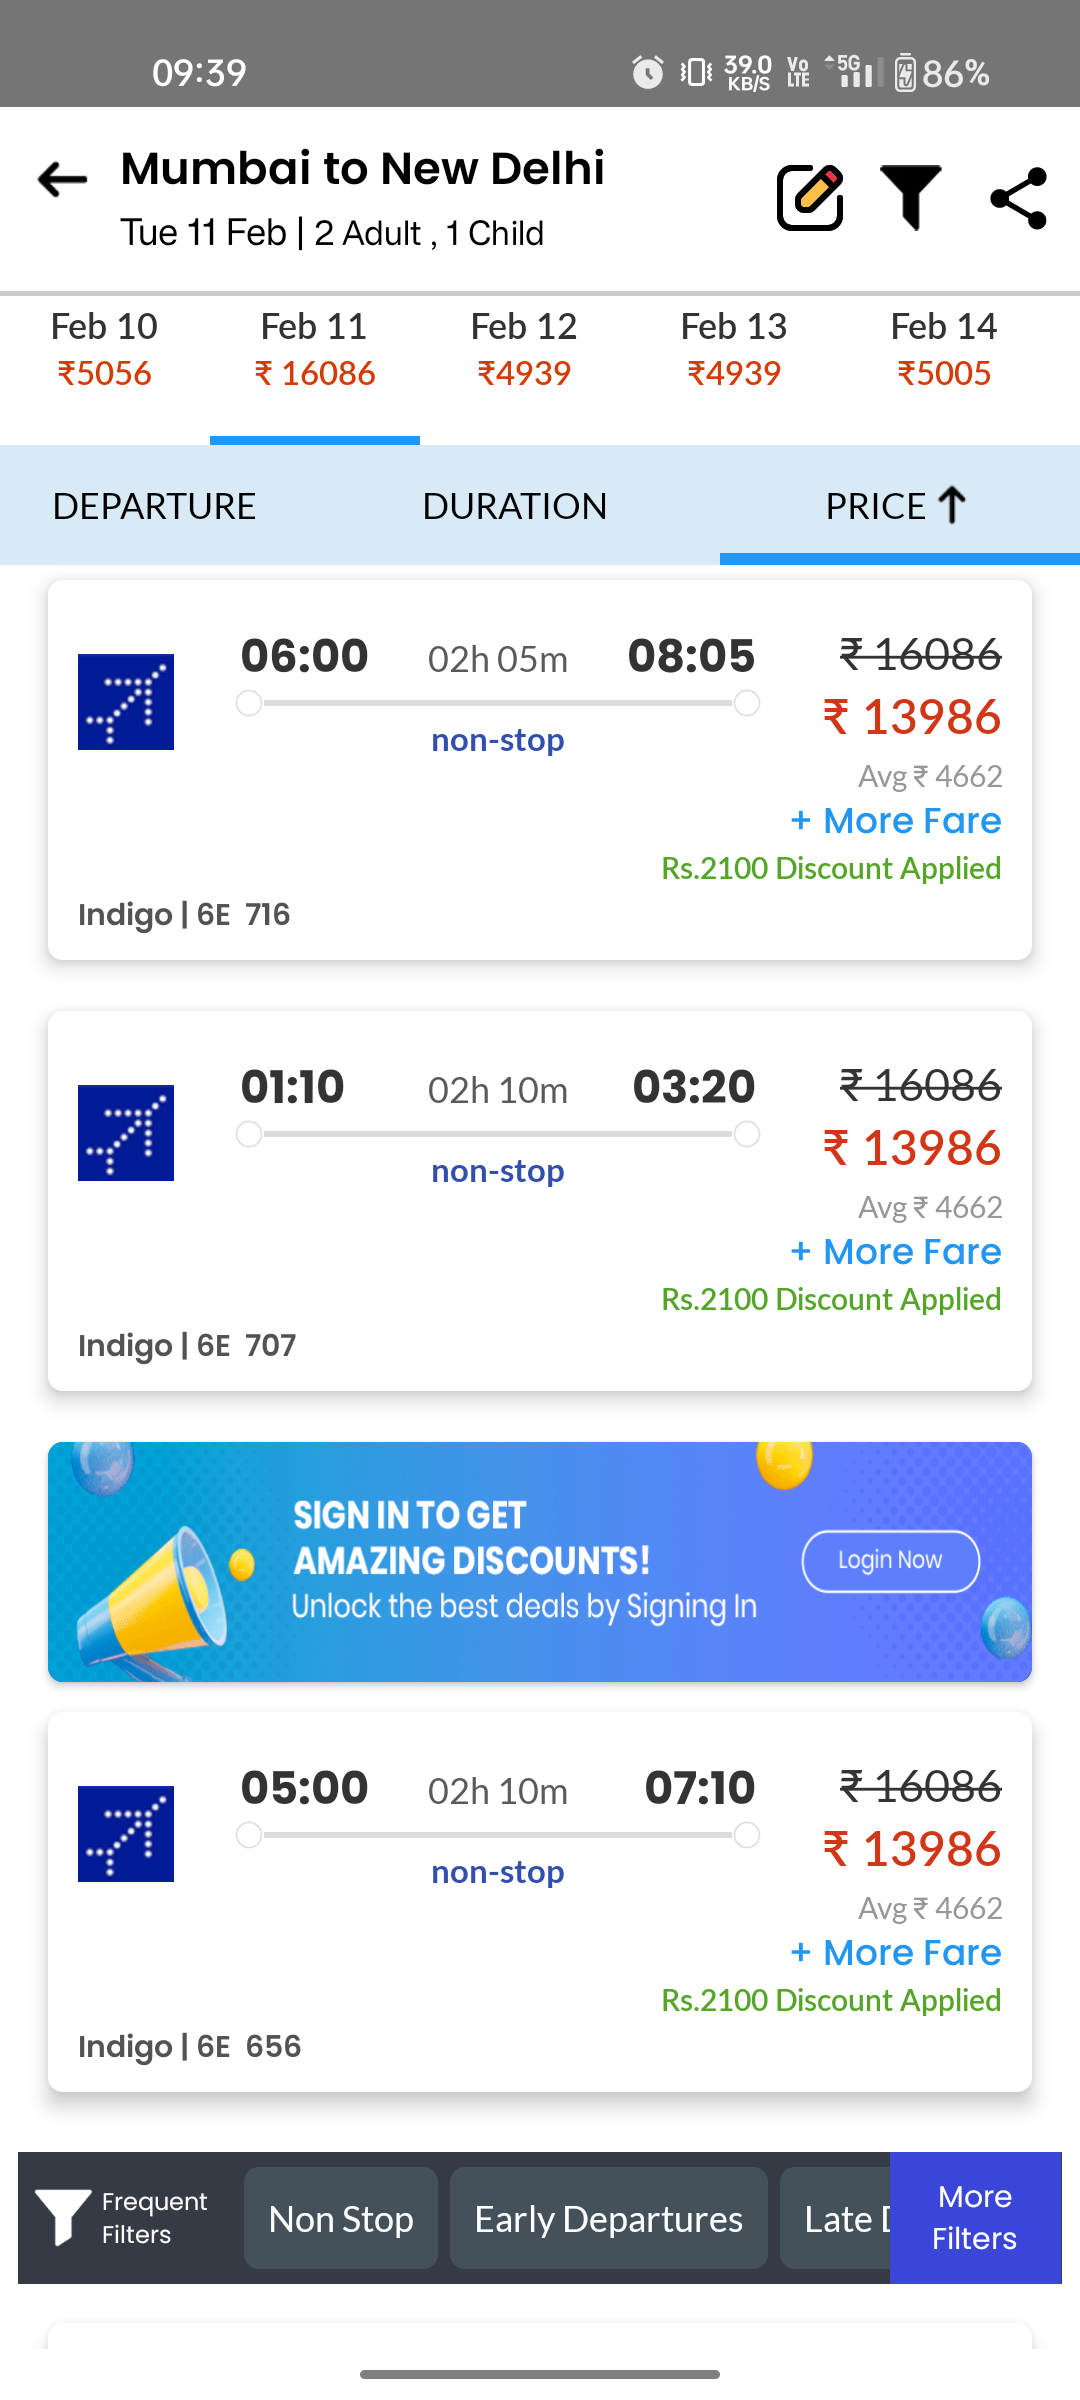 09:39
39.0 KB/S Vo LTE 5G 86%
Mumbai to New Delhi
Tue 11 Feb | 2 Adult , 1 Child
Feb 10 Feb 11 Feb 12 Feb 13 Feb 14
₹5056 ₹ 16086 ₹4939 ₹4939 ₹5005
DEPARTURE DURATION PRICE
06:00 02h 05m 08:05 ₹ 16086
₹ 13986
non-stop
Avg ₹ 4662
+ More Fare
Rs.2100 Discount Applied
Indigo | 6E 716
01:10 02h 10m 03:20 ₹ 16086
₹ 13986
non-stop
Avg ₹ 4662
+ More Fare
Rs.2100 Discount Applied
Indigo | 6E 707
SIGN IN TO GET
AMAZING DISCOUNTS!
Unlock the best deals by Signing In
Login Now
05:00 02h 10m 07:10 ₹ 16086
₹ 13986
non-stop
Avg ₹ 4662
+ More Fare
Rs.2100 Discount Applied
Indigo | 6E 656
Frequent
Filters
Non Stop
Early Departures
Late
More
Filters